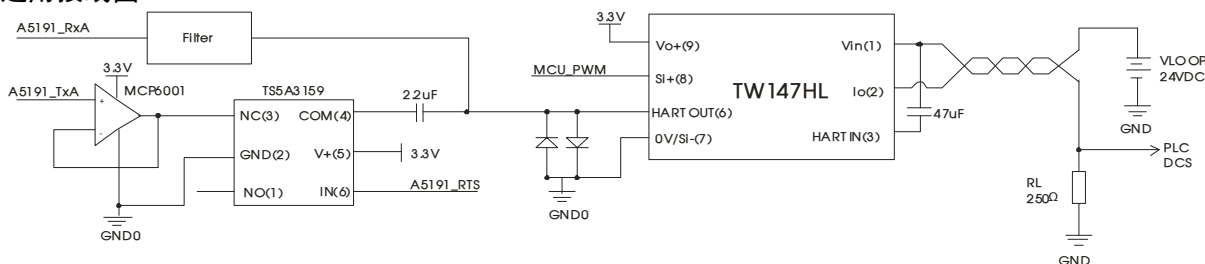 A5191_RxA
Filter
3.3V
MCP6001
A5191_TxA
+
-
GND0
TS5A3159
NC(3)
COM(4)
GND(2)
V+(5)
3.3V
NO(1)
IN(6)
A5191_RTS
2.2uF
GND0
3.3V
MCU_PWM
Vo+(9)
Si+(8)
TW147HL
HART OUT(6)
0V/Si-(7)
Vin(1)
Io(2)
HART IN(3)
47uF
VLOOP
24VDC
GND
PLC
DCS
RL
250Ω
GND